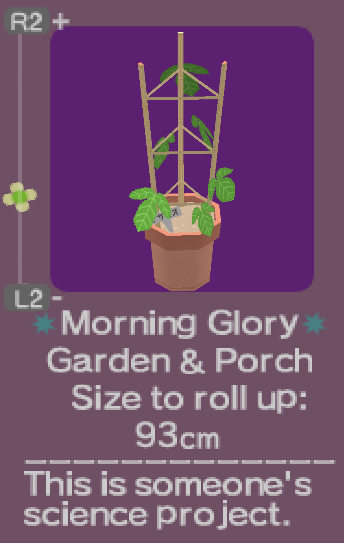 R2 +
L2 -
Morning Glory
Garden & Porch
Size to roll up:
93cm
This is someone's
science project.